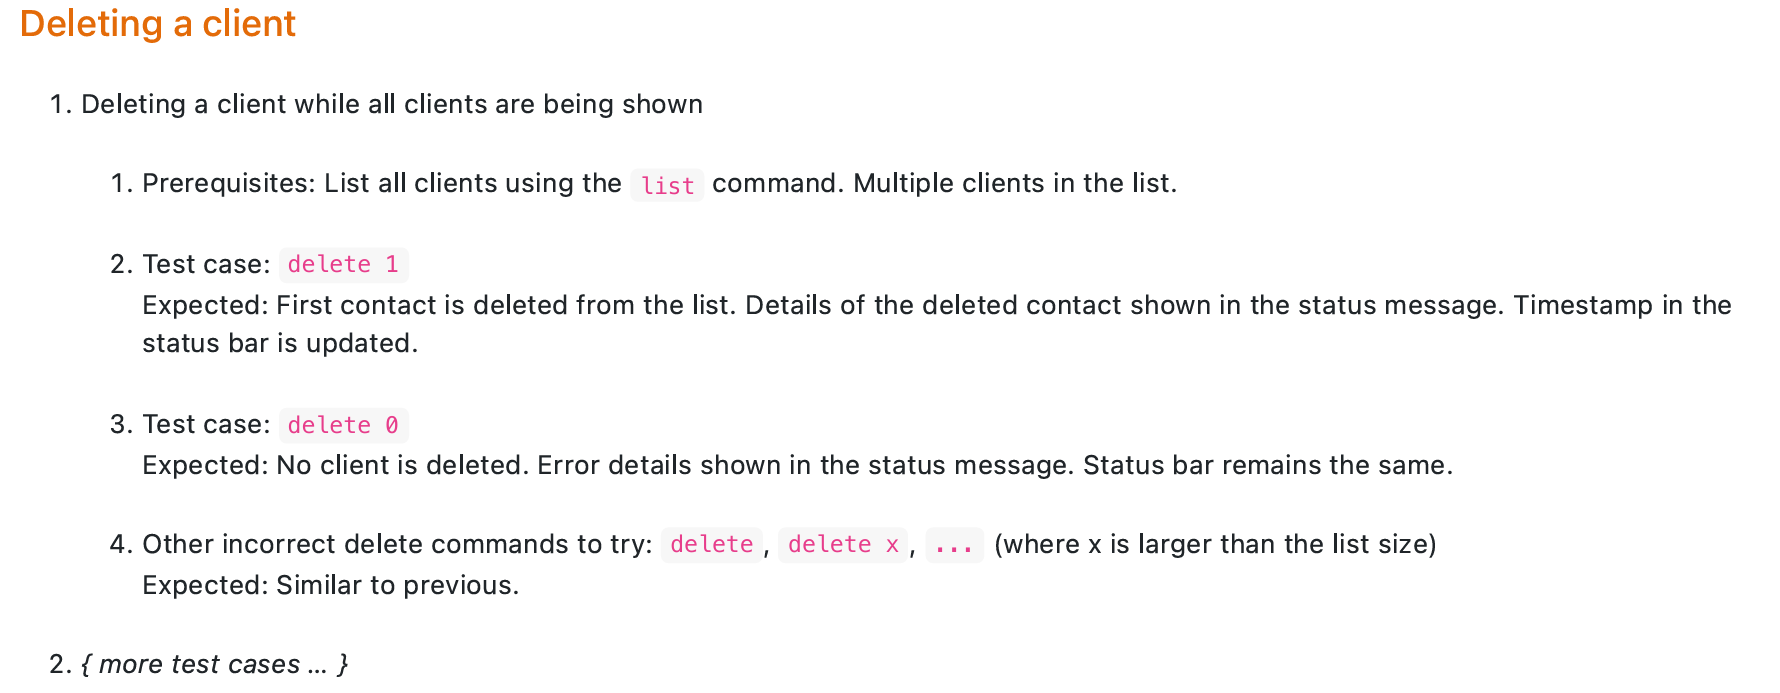 Deleting a client
1. Deleting a client while all clients are being shown
1. Prerequisites: List all clients using the list command. Multiple clients in the list.
2. Test case: delete 1
Expected: First contact is deleted from the list. Details of the deleted contact shown in the status message. Timestamp in the
status bar is updated.
3. Test case: delete 0
Expected: No client is deleted. Error details shown in the status message. Status bar remains the same.
4. Other incorrect delete commands to try: delete, delete x, ... (where x is larger than the list size)
Expected: Similar to previous.
2. { more test cases … }